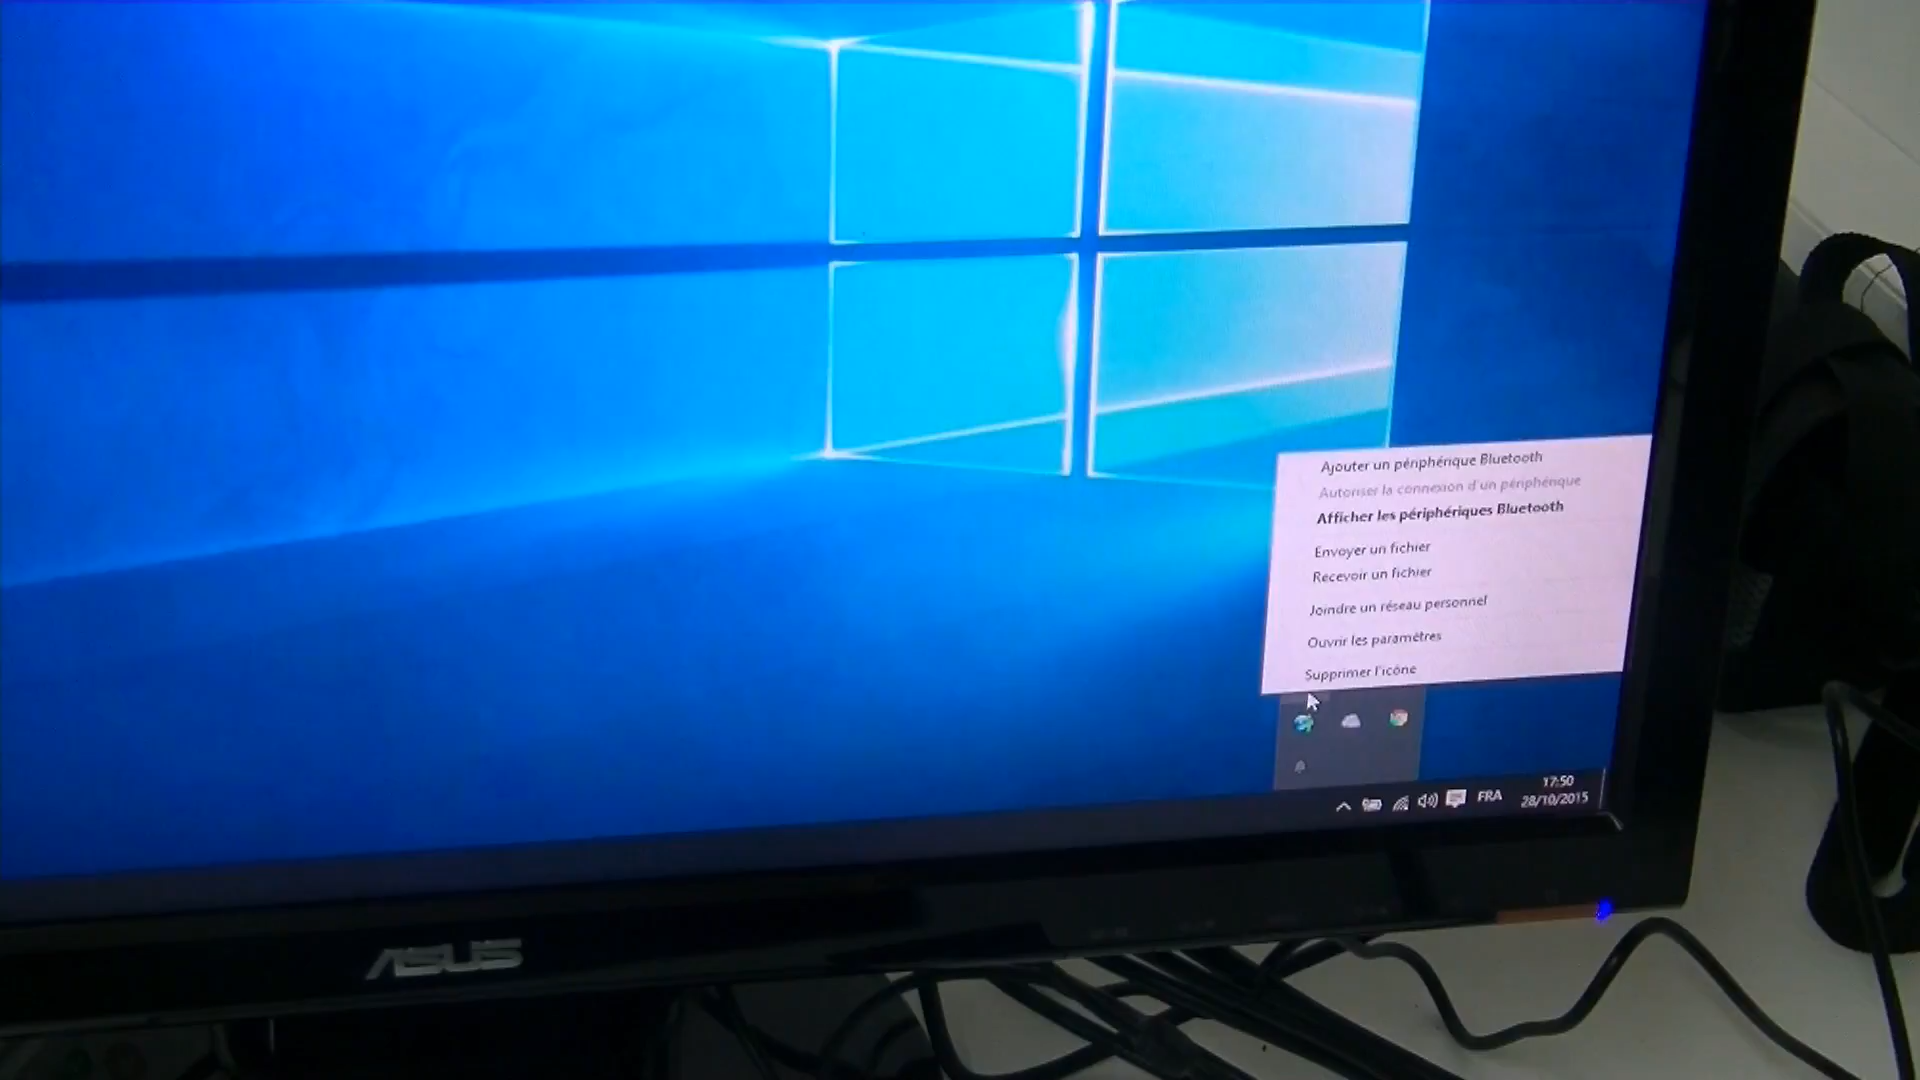 Ajouter un périphérique Bluetooth
Autoriser la connexion d'un périphérique
Afficher les périphériques Bluetooth
Envoyer un fichier
Recevoir un fichier
Joindre un réseau personnel
Ouvrir les paramètres
Supprimer l'icône
FRA
17:50
28/10/2015
ASUS